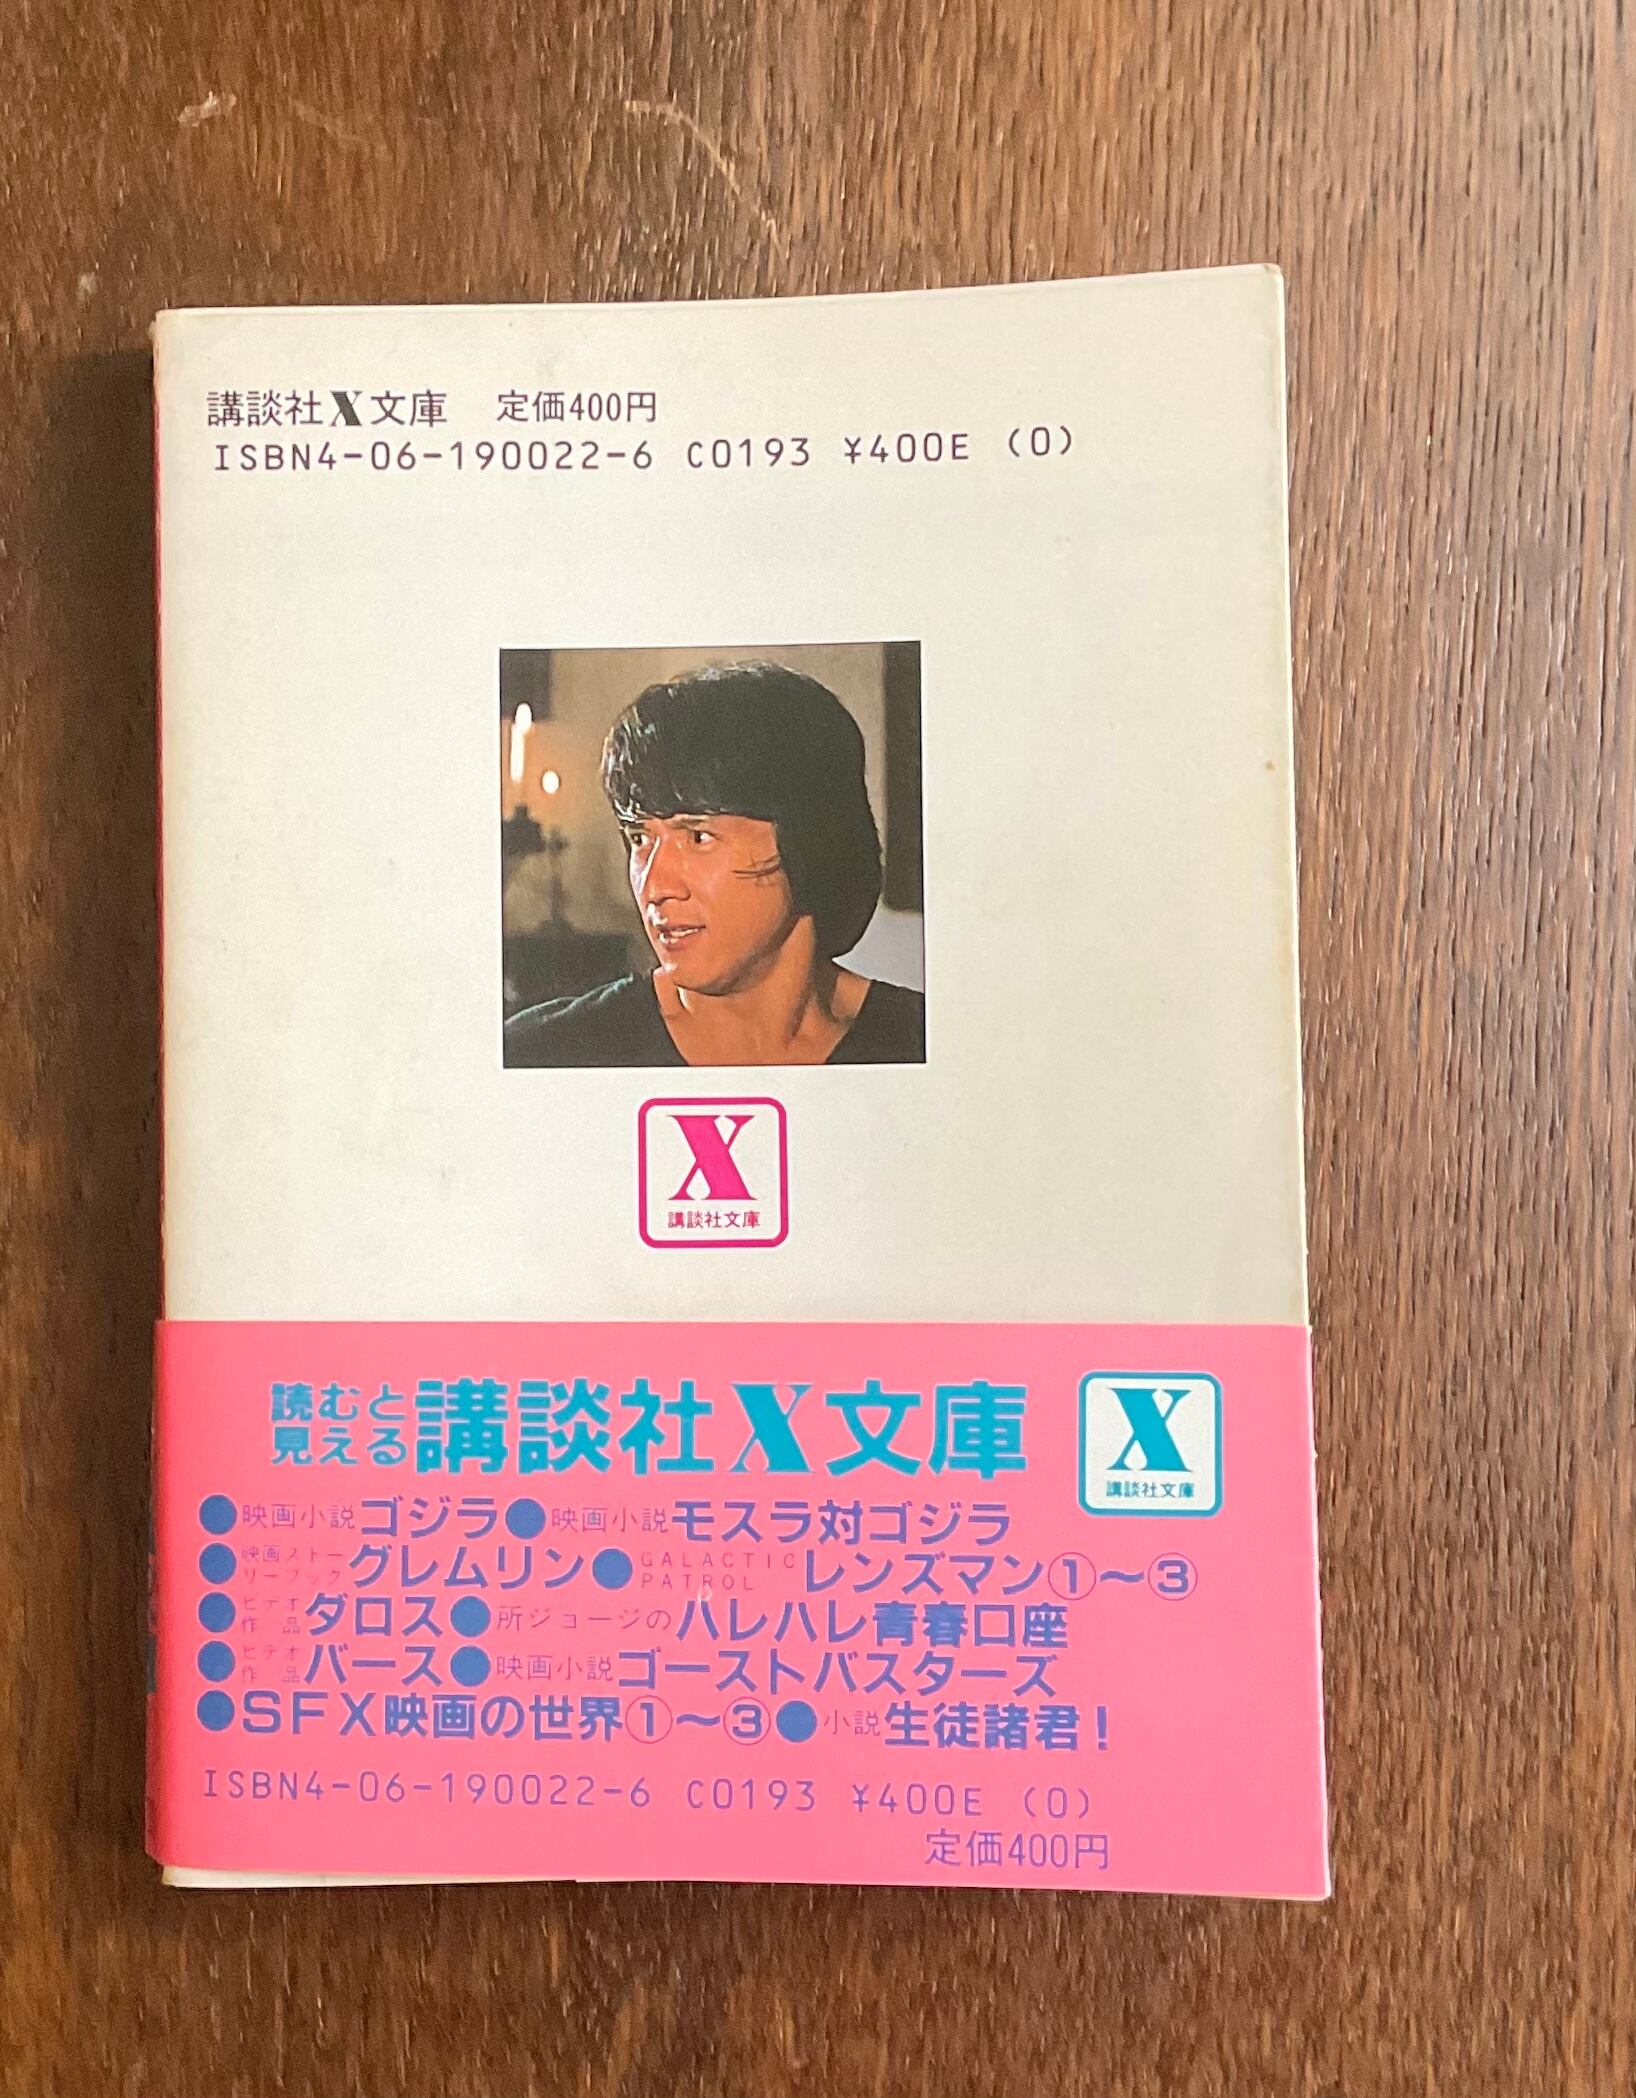 講談社X文庫 定価400円
ISBN4-06-190022-6 C0193 ¥400E (0)
X
講談社文庫
読むと
見える
講談社X文庫
X
講談社文庫
●映画小説ゴジラ●映画小説モスラ対ゴジラ
●映画ストーリーブックグレムリン●GALACTIC PATROLレンズマン①〜③
●ビデオ作品ダロス●所ジョージのハレハレ青春口座
●ビデオ作品バース●映画小説ゴーストバスターズ
●SFX映画の世界①〜③●小説生徒諸君!
ISBN4-06-190022-6 C0193 ¥400E (0)
定価400円